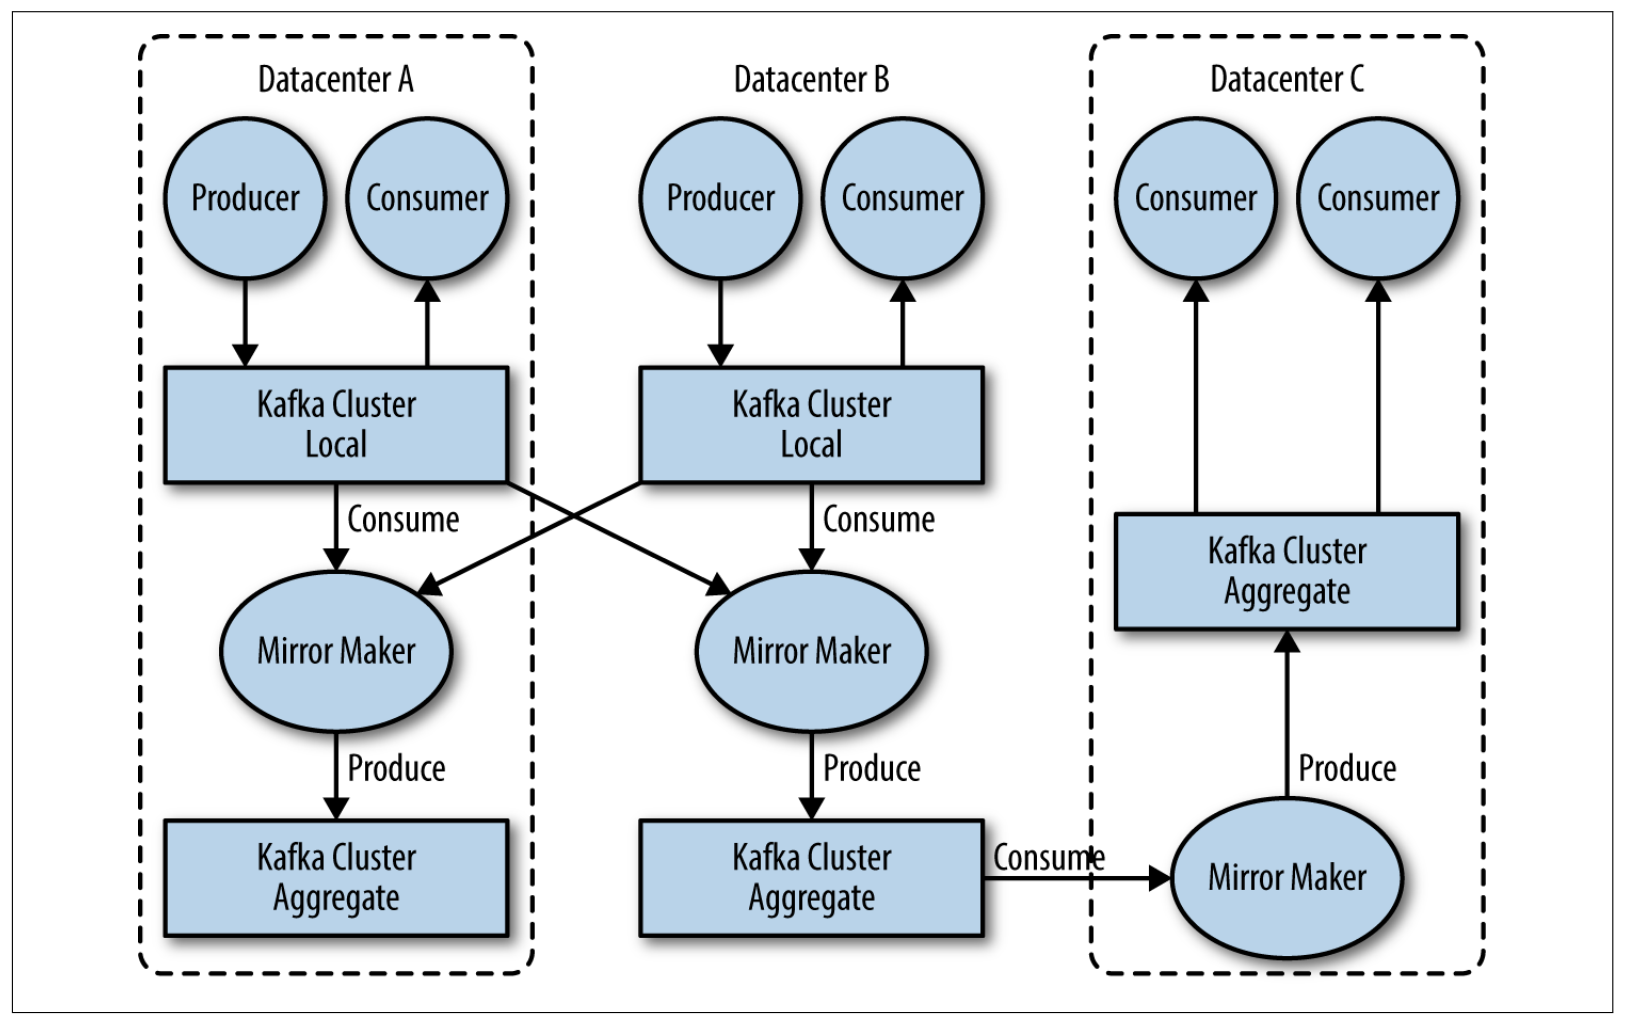 Datacenter A
Datacenter B
Datacenter C
Producer
Consumer
Producer
Consumer
Consumer
Consumer
Kafka Cluster
Local
Kafka Cluster
Local
Consume
Consume
Kafka Cluster
Aggregate
Mirror Maker
Mirror Maker
Produce
Produce
Produce
Kafka Cluster
Aggregate
Kafka Cluster
Aggregate
Consume
Mirror Maker